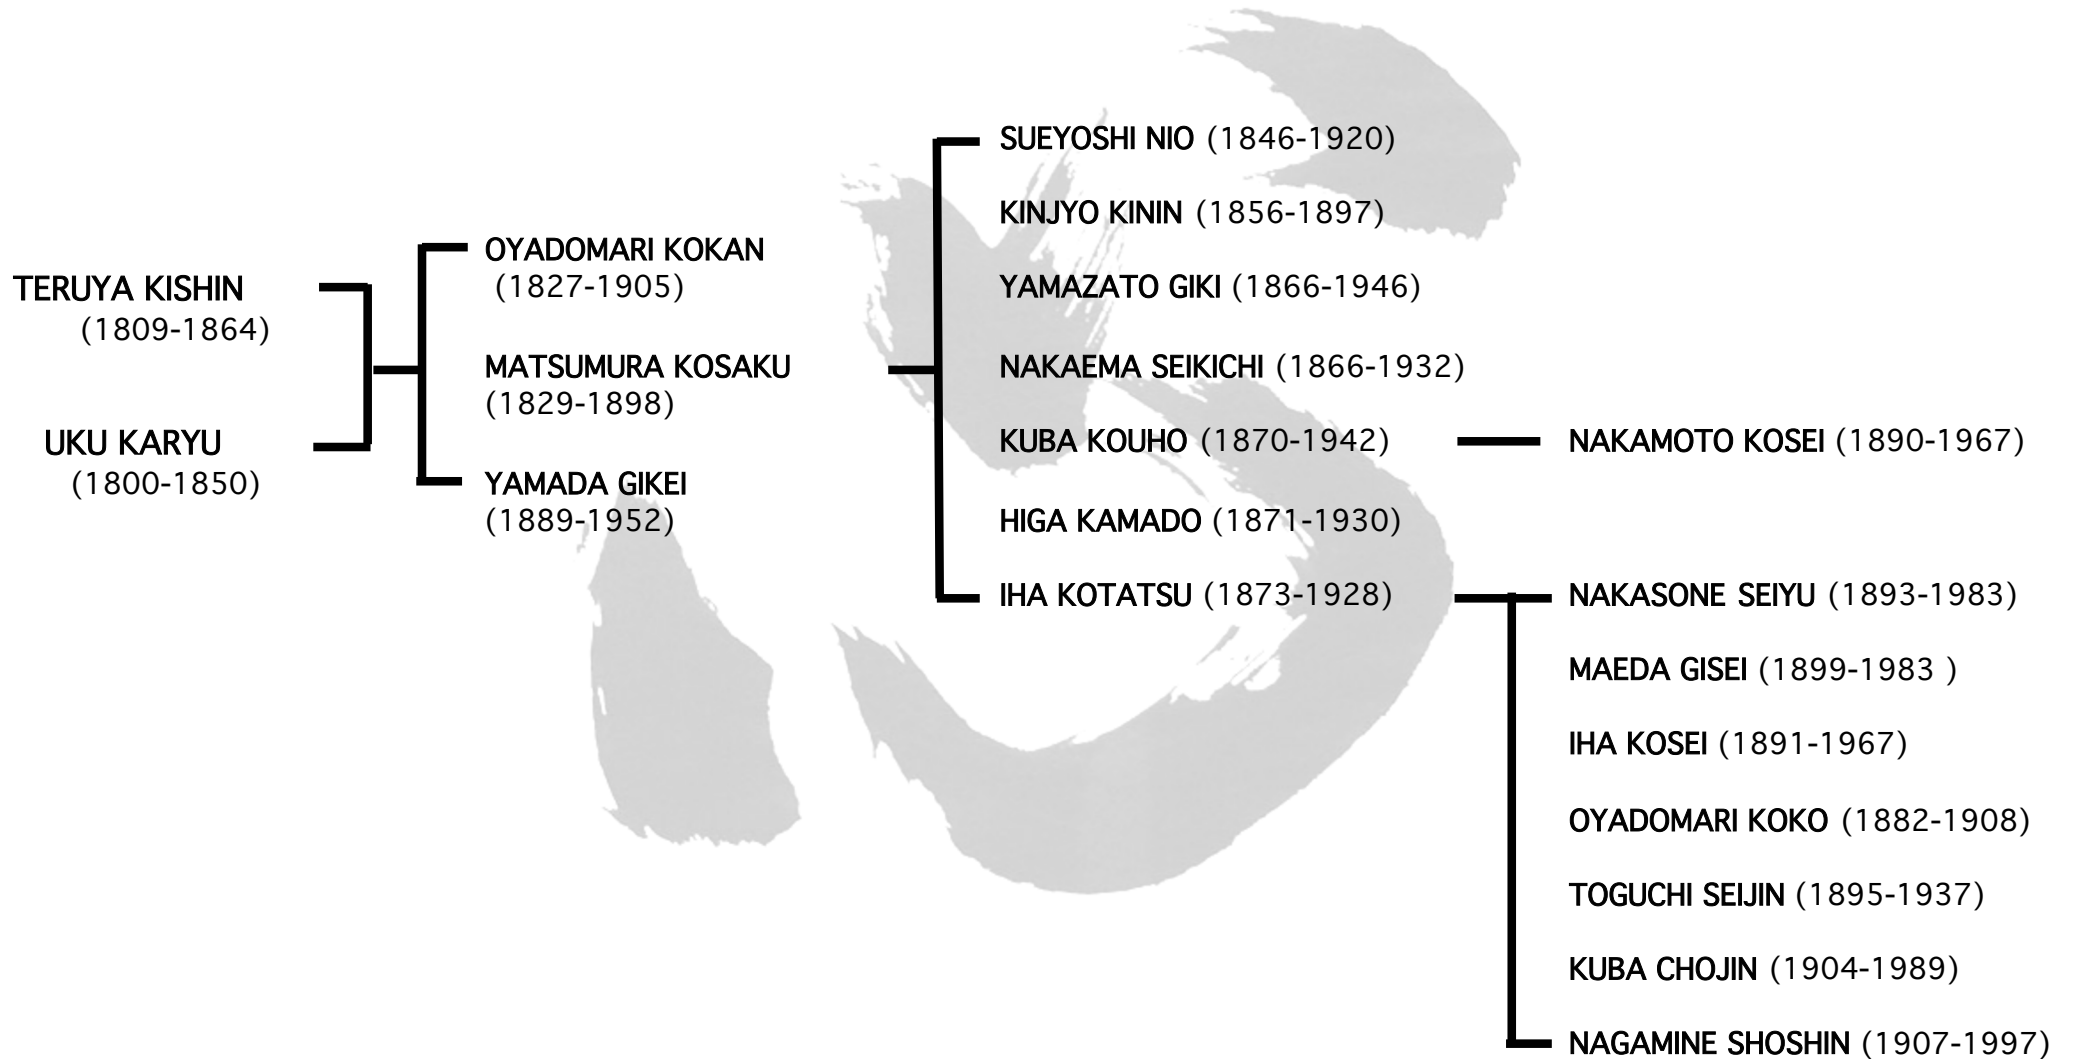 TERUYA KISHIN
(1809-1864)
UKU KARYU
(1800-1850)
OYADOMARI KOKAN
(1827-1905)
MATSUMURA KOSAKU
(1829-1898)
YAMADA GIKEI
(1889-1952)
SUEYOSHI NIO (1846-1920)
KINJYO KININ (1856-1897)
YAMAZATO GIKI (1866-1946)
NAKAEMA SEIKICHI (1866-1932)
KUBA KOUHO (1870-1942)
HIGA KAMADO (1871-1930)
IHA KOTATSU (1873-1928)
NAKAMOTO KOSEI (1890-1967)
NAKASONE SEIYU (1893-1983)
MAEDA GISEI (1899-1983 )
IHA KOSEI (1891-1967)
OYADOMARI KOKO (1882-1908)
TOGUCHI SEIJIN (1895-1937)
KUBA CHOJIN (1904-1989)
NAGAMINE SHOSHIN (1907-1997)